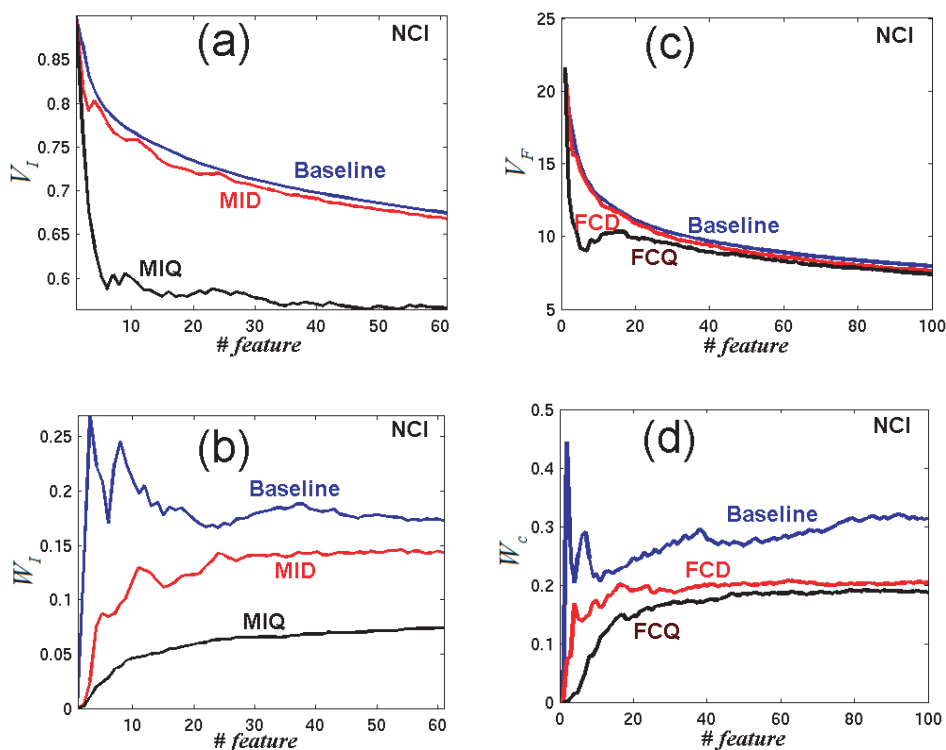 (a)
NCI
0.85
0.8
0.75
0.7
0.65
0.6
V_I
Baseline
MID
MIQ
10 20 30 40 50 60
# feature
(c)
NCI
25
20
15
10
5
V_F
Baseline
FCD
FCQ
0 20 40 60 80 100
# feature
(b)
NCI
0.25
0.2
0.15
0.1
0.05
0
W_I
Baseline
MID
MIQ
10 20 30 40 50 60
# feature
(d)
NCI
0.5
0.4
0.3
0.2
0.1
0
W_c
Baseline
FCD
FCQ
0 20 40 60 80 100
# feature